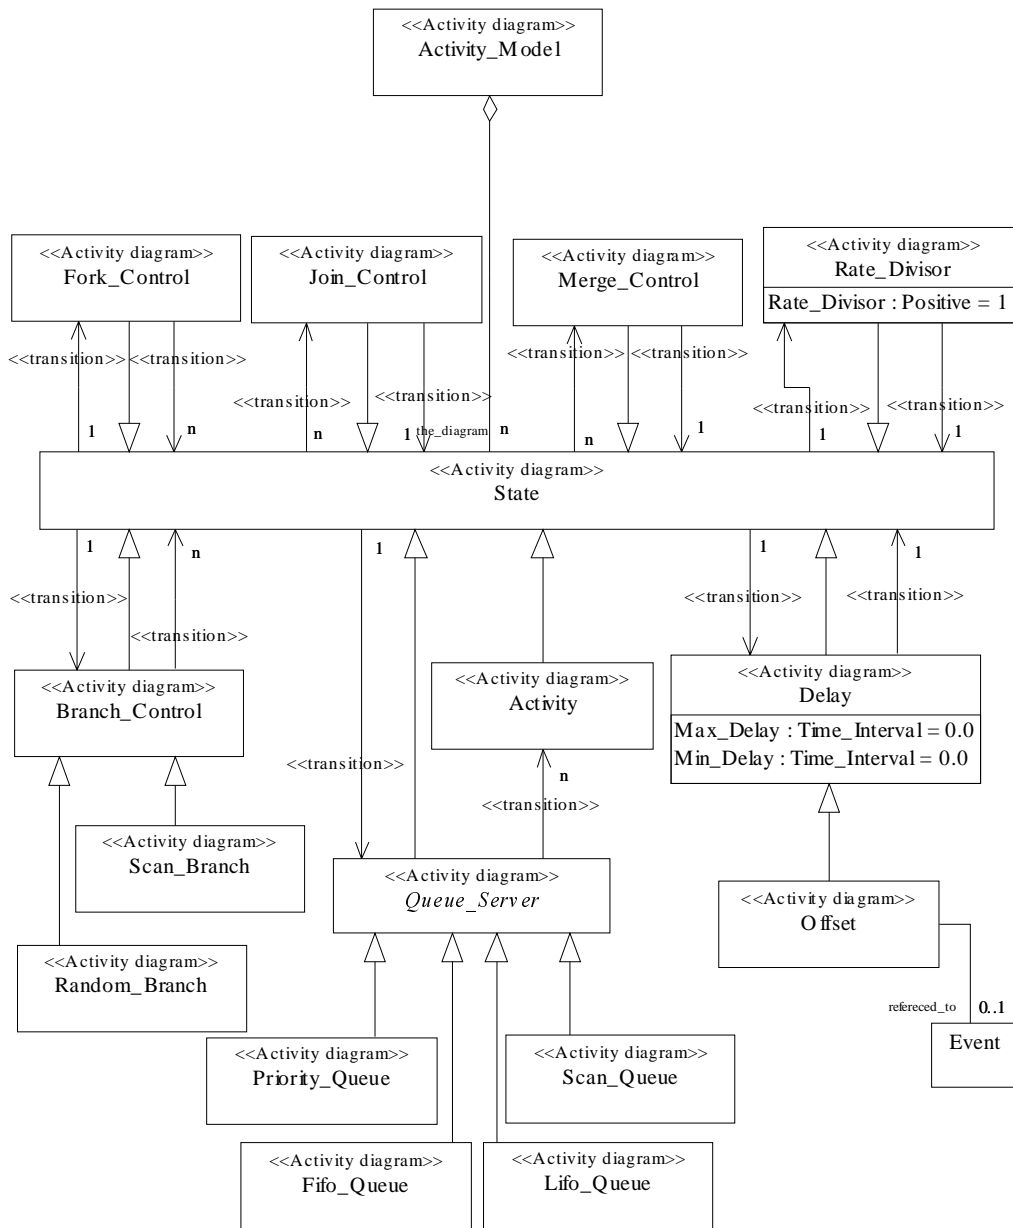 <<Activity diagram>>
Activity_Model
<<Activity diagram>>
Fork_Control
<<Activity diagram>>
Join_Control
<<Activity diagram>>
Merge_Control
<<Activity diagram>>
Rate_Divisor
Rate_Divisor : Positive = 1
<<transition>>
<<transition>>
<<transition>>
<<transition>>
<<transition>>
<<transition>>
<<transition>>
<<transition>>
1
n
n
1
the_diagram
n
n
1
1
1
<<Activity diagram>>
State
1
n
1
1
1
<<transition>>
<<transition>>
<<transition>>
<<transition>>
<<transition>>
<<Activity diagram>>
Branch_Control
<<Activity diagram>>
Activity
<<Activity diagram>>
Delay
Max_Delay : Time_Interval = 0.0
Min_Delay : Time_Interval = 0.0
n
<<transition>>
<<Activity diagram>>
Scan_Branch
<<Activity diagram>>
Queue_Server
<<Activity diagram>>
Offset
<<Activity diagram>>
Random_Branch
refereced_to
0..1
Event
<<Activity diagram>>
Priority_Queue
<<Activity diagram>>
Scan_Queue
<<Activity diagram>>
Fifo_Queue
<<Activity diagram>>
Lifo_Queue